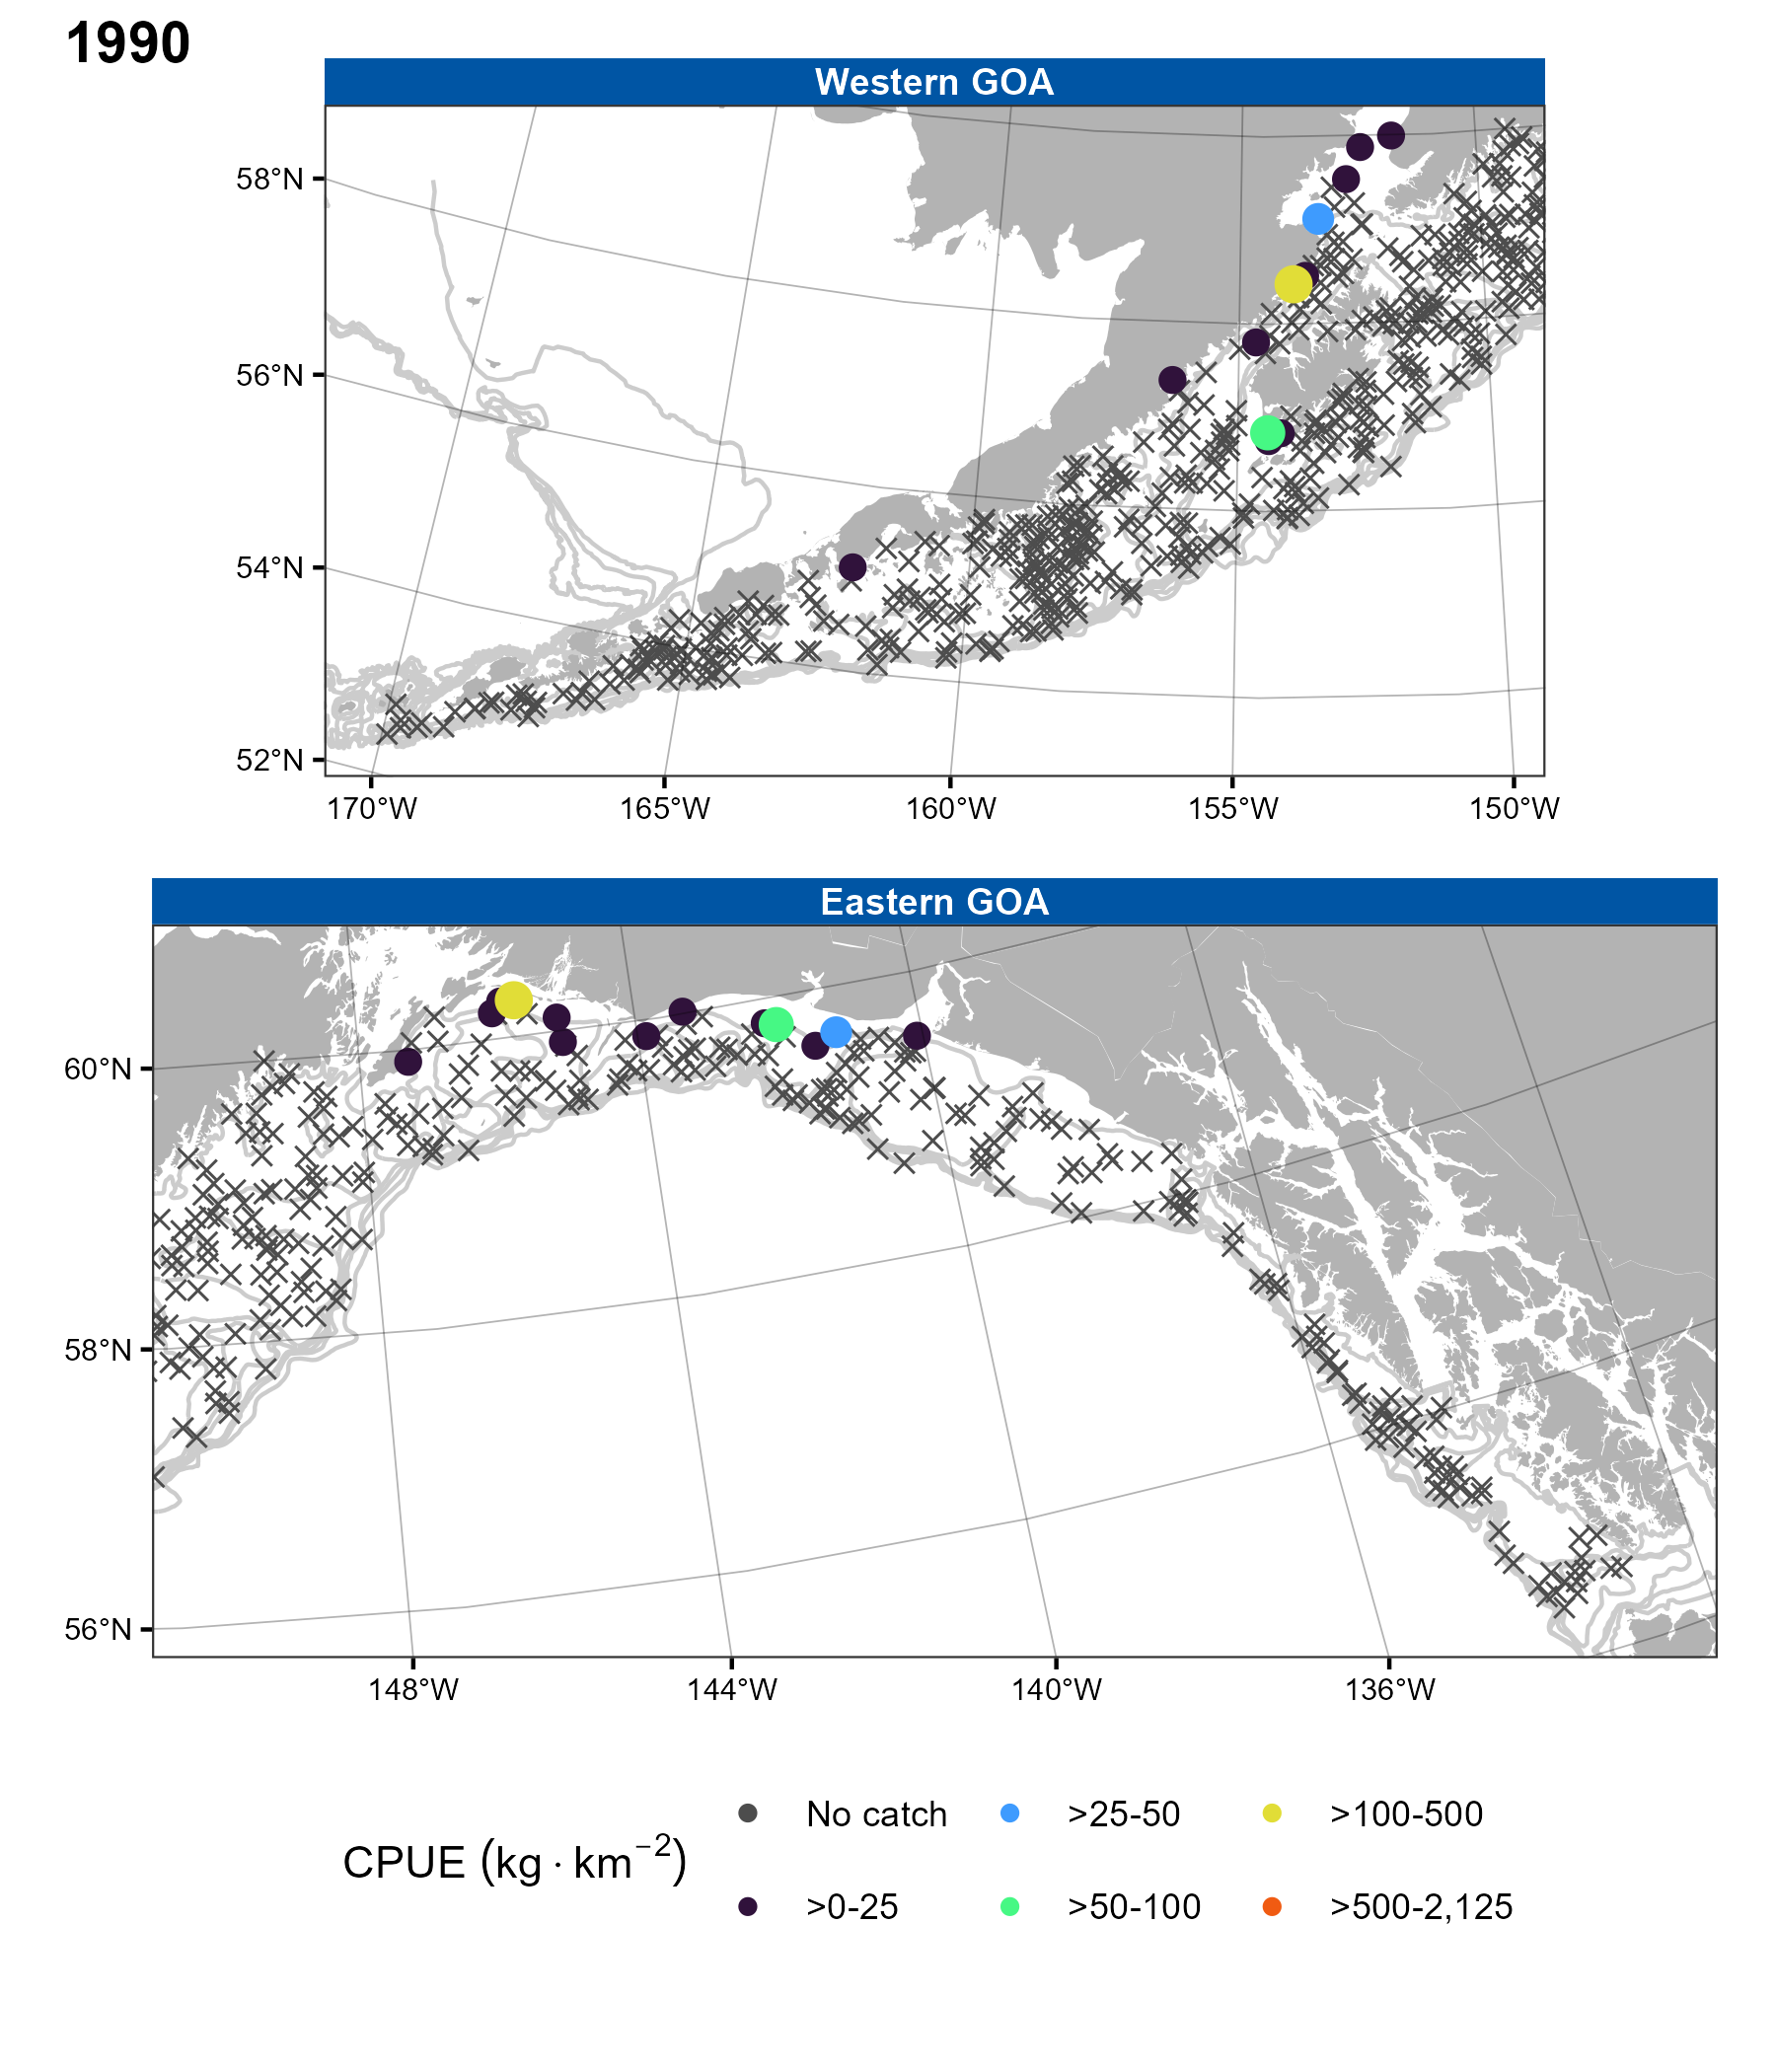 1990
Western GOA
58°N
56°N
54°N
52°N
170°W 165°W 160°W 155°W 150°W
Eastern GOA
60°N
58°N
56°N
148°W 144°W 140°W 136°W
CPUE (kg · km⁻²)
No catch >25-50 >100-500
>0-25 >50-100 >500-2,125